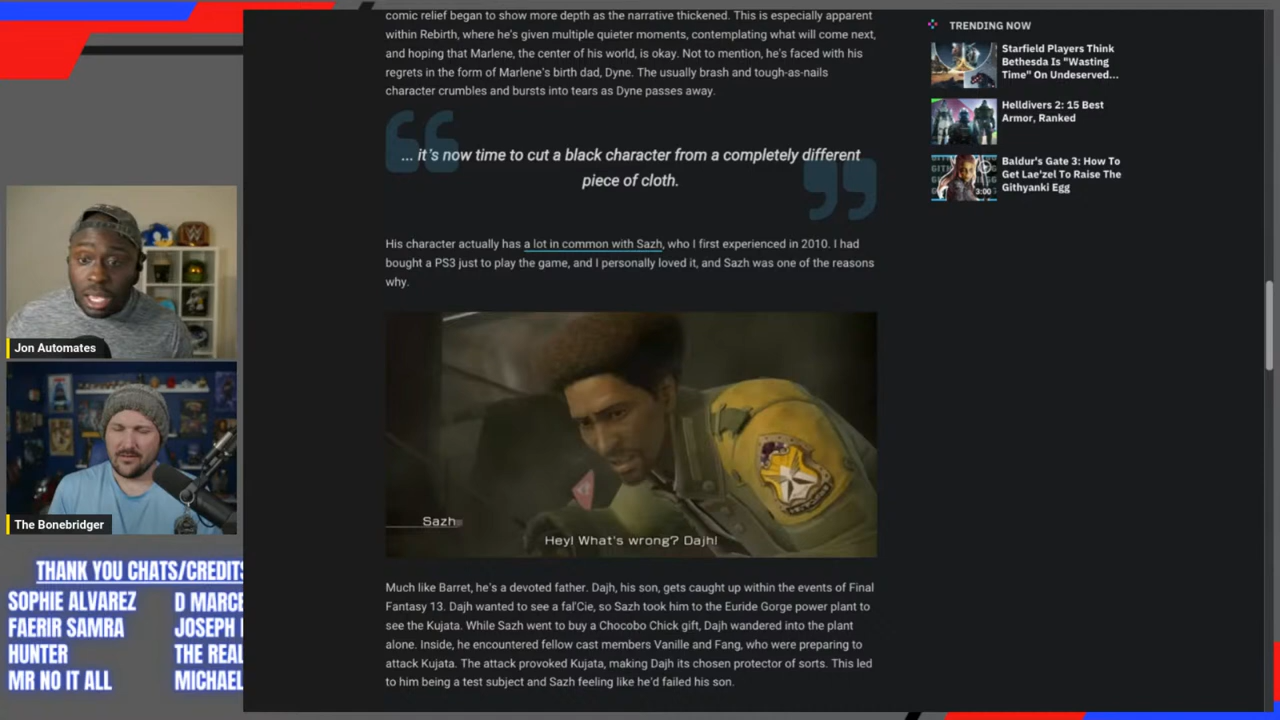 comic relief began to show more depth as the narrative thickened. This is especially apparent
within Rebirth, where he's given multiple quieter moments, contemplating what will come next,
and hoping that Marlene, the center of his world, is okay. Not to mention, he's faced with his
regrets in the form of Marlene's birth dad, Dyne. The usually brash and tough-as-nails
character crumbles and bursts into tears as Dyne passes away.
... it's now time to cut a black character from a completely different
piece of cloth.
His character actually has a lot in common with Sazh, who I first experienced in 2010. I had
bought a PS3 just to play the game, and I personally loved it, and Sazh was one of the reasons
why.
Sazh
Hey! What's wrong? Dajh!
Much like Barret, he's a devoted father. Dajh, his son, gets caught up within the events of Final
Fantasy 13. Dajh wanted to see a fal'Cie, so Sazh took him to the Euride Gorge power plant to
see the Kujata. While Sazh went to buy a Chocobo Chick gift, Dajh wandered into the plant
alone. Inside, he encountered fellow cast members Vanille and Fang, who were preparing to
attack Kujata. The attack provoked Kujata, making Dajh its chosen protector of sorts. This led
to him being a test subject and Sazh feeling like he'd failed his son.
TRENDING NOW
Starfield Players Think
Bethesda Is "Wasting
Time" On Undeserved...
Helldivers 2: 15 Best
Armor, Ranked
3:00
Baldur's Gate 3: How To
Get Lae'zel To Raise The
Githyanki Egg
Jon Automates
The Bonebridger
THANK YOU CHATS/CREDITS
SOPHIE ALVAREZ D MARCE
FAERIR SAMRA JOSEPH
HUNTER THE REAL
MR NO IT ALL MICHAEL